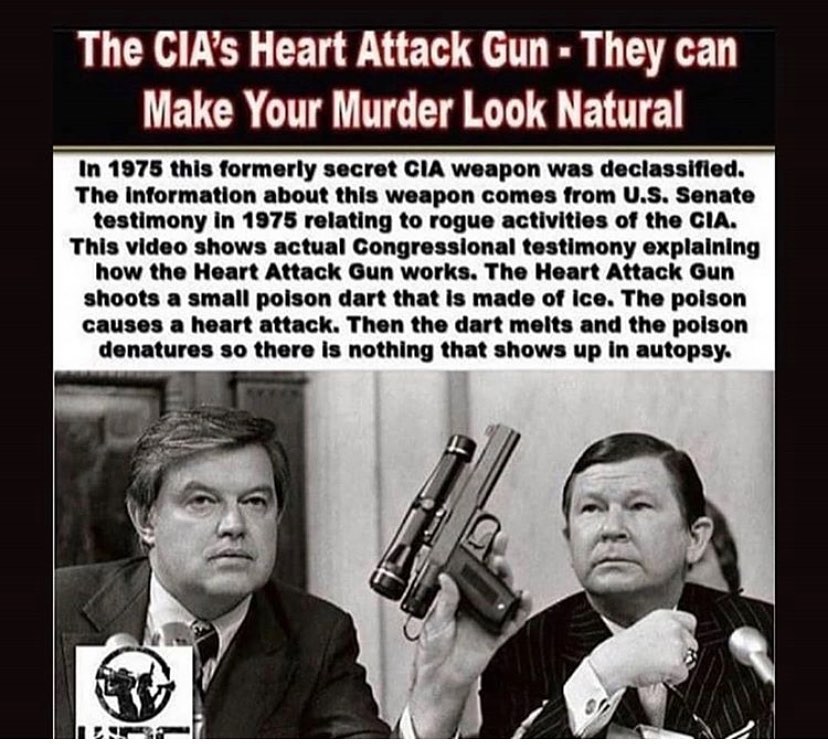 The CIA's Heart Attack Gun - They can
Make Your Murder Look Natural
In 1975 this formerly secret CIA weapon was declassified.
The information about this weapon comes from U.S. Senate
testimony in 1975 relating to rogue activities of the CIA.
This video shows actual Congressional testimony explaining
how the Heart Attack Gun works. The Heart Attack Gun
shoots a small poison dart that is made of ice. The poison
causes a heart attack. Then the dart melts and the poison
denatures so there is nothing that shows up in autopsy.